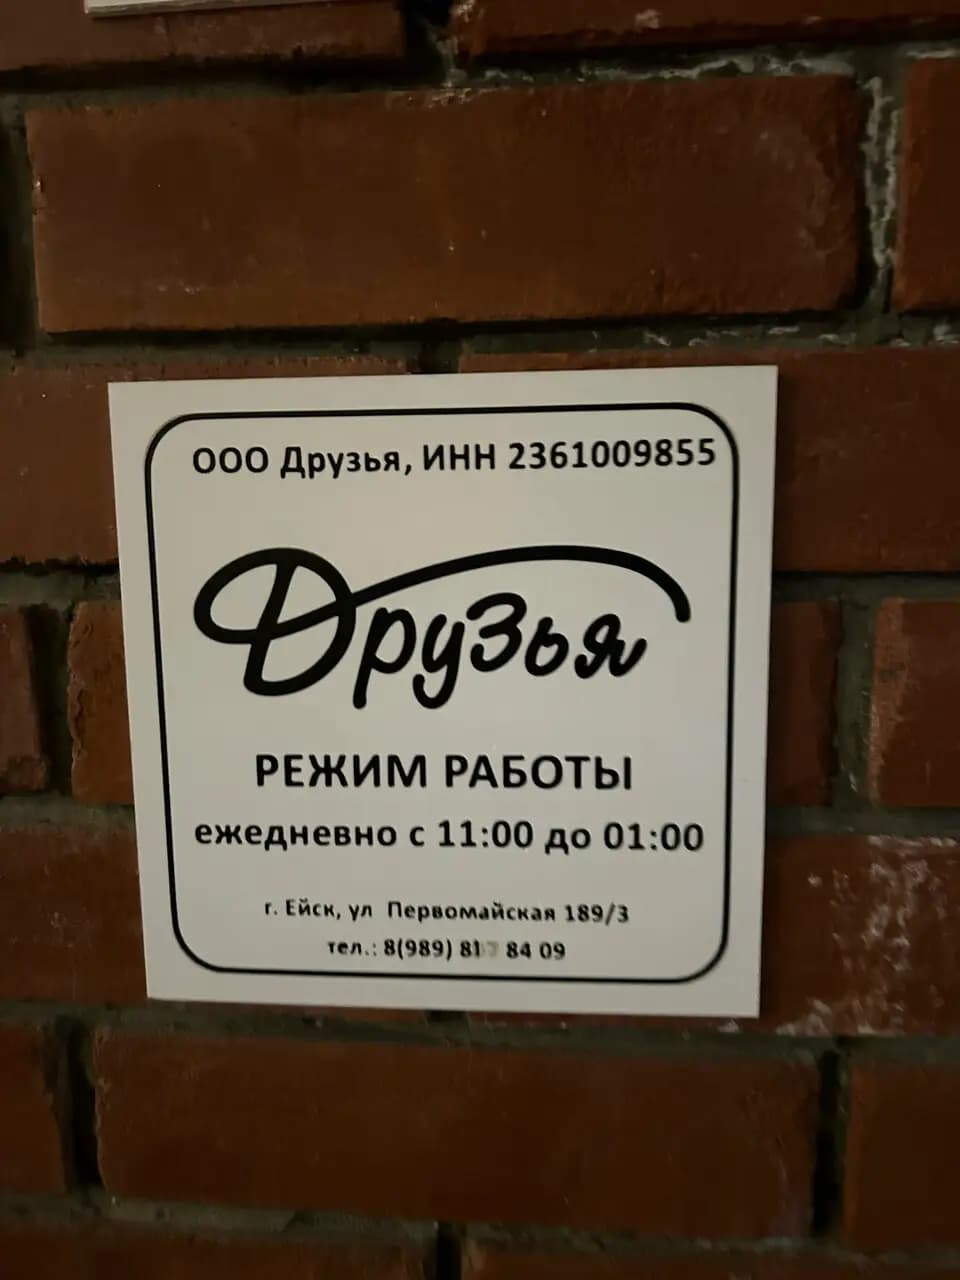 ООО Друзья, ИНН 2361009855
Друзья
РЕЖИМ РАБОТЫ
ежедневно с 11:00 до 01:00
г. Ейск, ул Первомайская 189/3
тел.: 8(989) 84 09